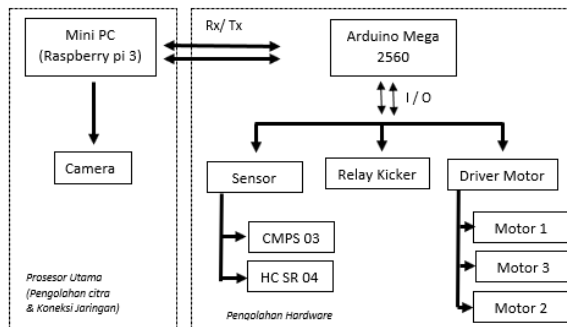 Mini PC
(Raspberry pi 3)
Rx/ Tx
Arduino Mega
2560
I / O
Camera
Sensor
Relay Kicker
Driver Motor
CMPS 03
HC SR 04
Motor 1
Motor 3
Motor 2
Prosesor Utama
(Pengolahan citra
& Koneksi Jaringan)
Pengolahan Hardware